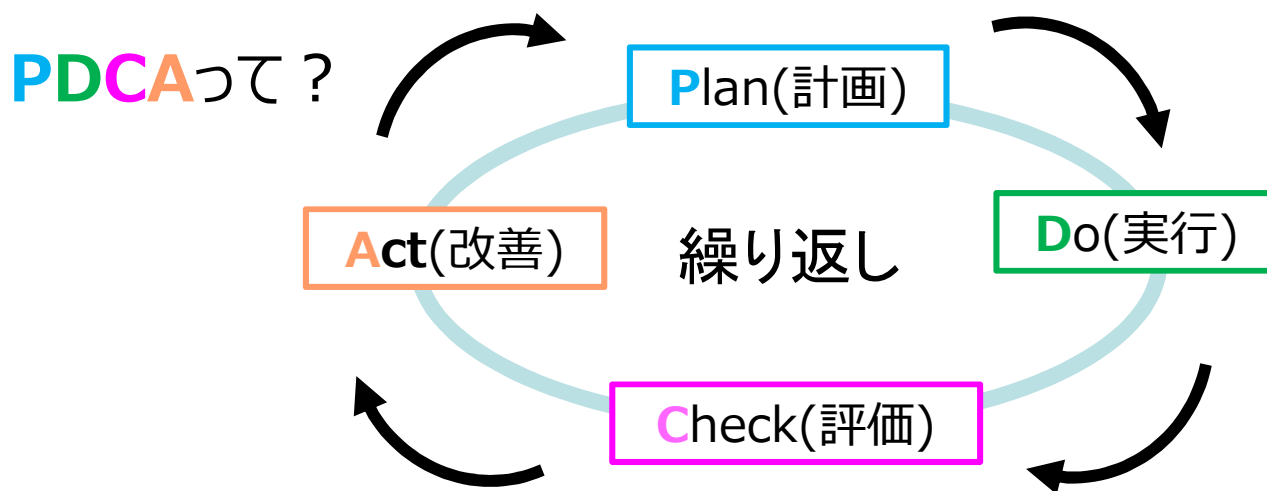 PDCAって？
Plan(計画)
Do(実行)
Check(評価)
Act(改善)
繰り返し